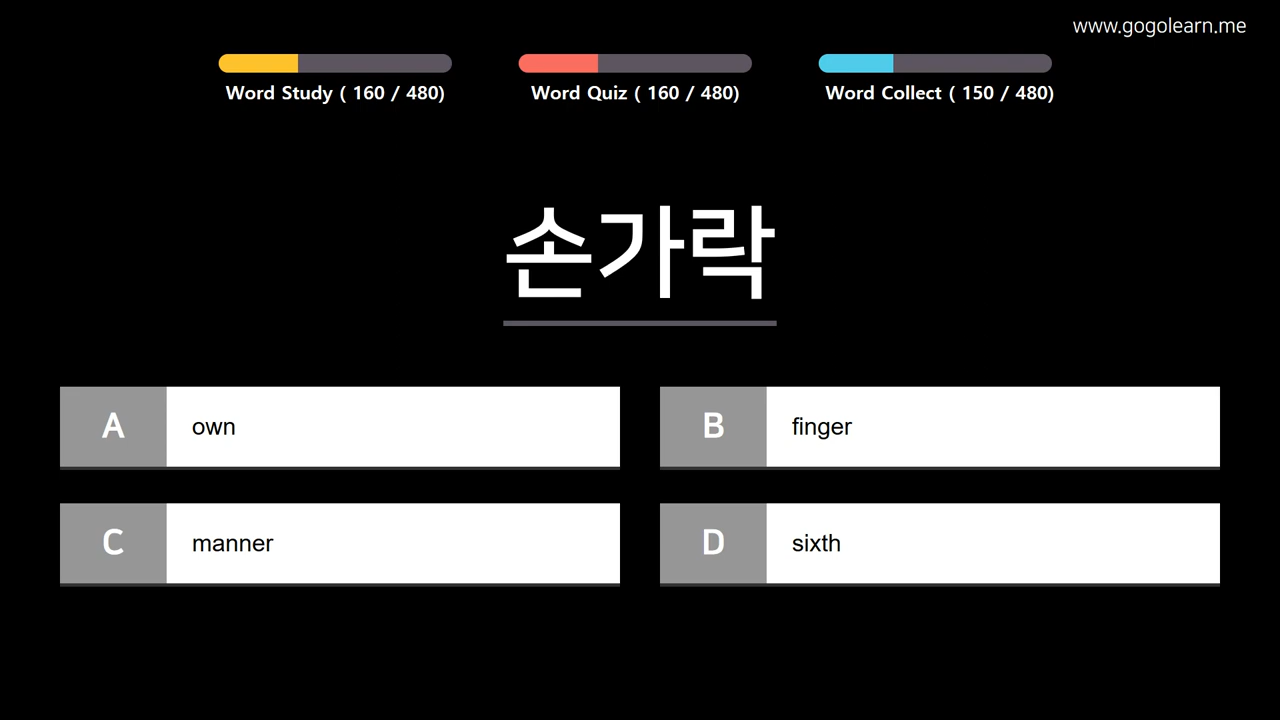 www.gogolearn.me
Word Study ( 160 / 480)
Word Quiz ( 160 / 480)
Word Collect ( 150 / 480)
손가락
A own
B finger
C manner
D sixth